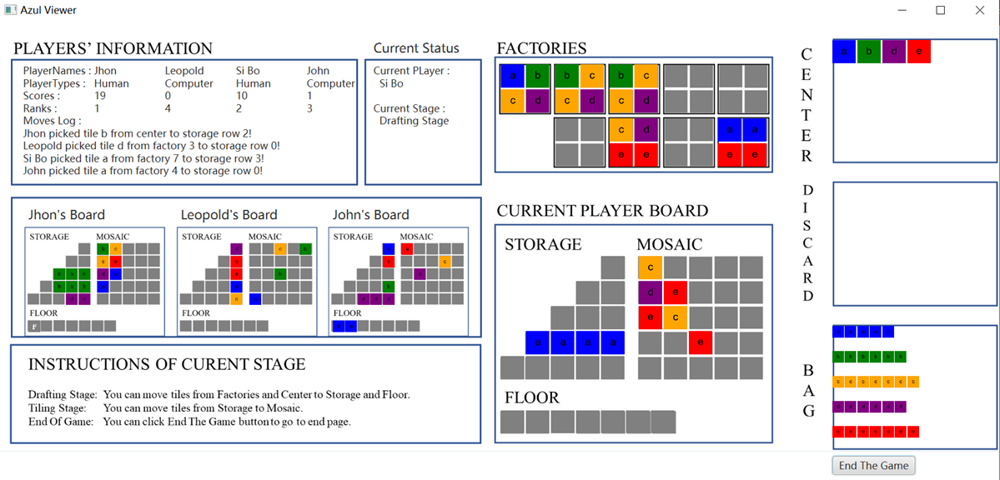 Azul Viewer
PLAYERS' INFORMATION
PlayerNames : Jhon Leopold Si Bo John
PlayerTypes : Human Computer Human Computer
Scores : 19 0 10 1
Ranks : 1 4 2 3
Moves Log :
Jhon picked tile b from center to storage row 2!
Leopold picked tile d from factory 3 to storage row 0!
Si Bo picked tile a from factory 7 to storage row 3!
John picked tile a from factory 4 to storage row 0!
Current Status
Current PLayer :
Si Bo
Current Stage :
Drafting Stage
FACTORIES
a b b c b c
c d c d c d
c d a a
e e e e
CENTER
a b d e
Jhon's Board
STORAGE MOSAIC
b c
c e
b b b d a
b b b a
d c
FLOOR
F
Leopold's Board
STORAGE MOSAIC
d c b
e
e b
a
c a
FLOOR
John's Board
STORAGE MOSAIC
a e
e c
d
b
d d e
FLOOR
a a
CURRENT PLAYER BOARD
STORAGE MOSAIC
c
d e
e c
a a a a e
FLOOR
DISCARD
INSTRUCTIONS OF CURENT STAGE
Drafting Stage: You can move tiles from Factories and Center to Storage and Floor.
Tiling Stage: You can move tiles from Storage to Mosaic.
End Of Game: You can click End The Game button to go to end page.
BAG
a a a a a
b b b b b b
c c c c c c c
d d d d d d
e e e e e e e
End The Game